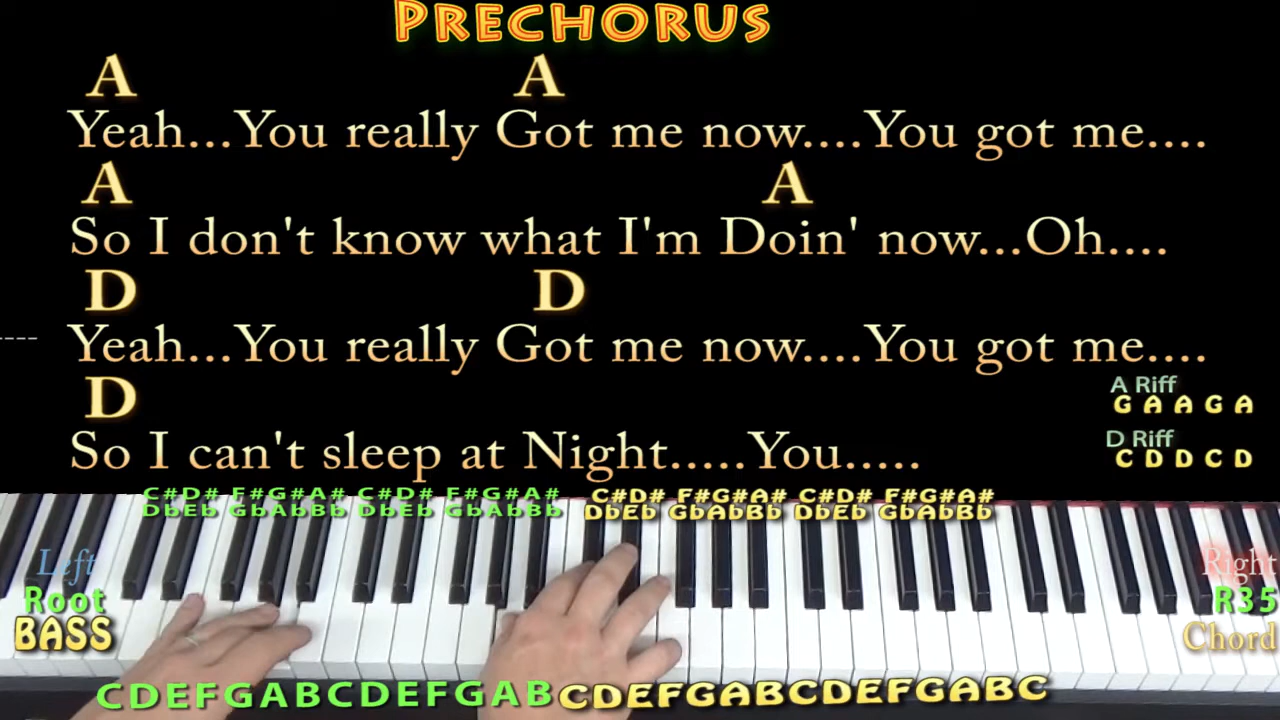 PRECHORUS
A A
Yeah...You really Got me now....You got me....
A A
So I don't know what I'm Doin' now...Oh....
D D
Yeah...You really Got me now....You got me....
D
So I can't sleep at Night.....You.....
A Riff
G A A G A
D Riff
C D D C D
C#D# F#G#A# C#D# F#G#A# C#D# F#G#A# C#D# F#G#A#
DbEb GbAbBb DbEb GbAbBb DbEb GbAbBb DbEb GbAbBb
Left
Root
BASS
Right
R35
Chord
CDEFGABCDEFGAB CDEFGABCDEFGABC